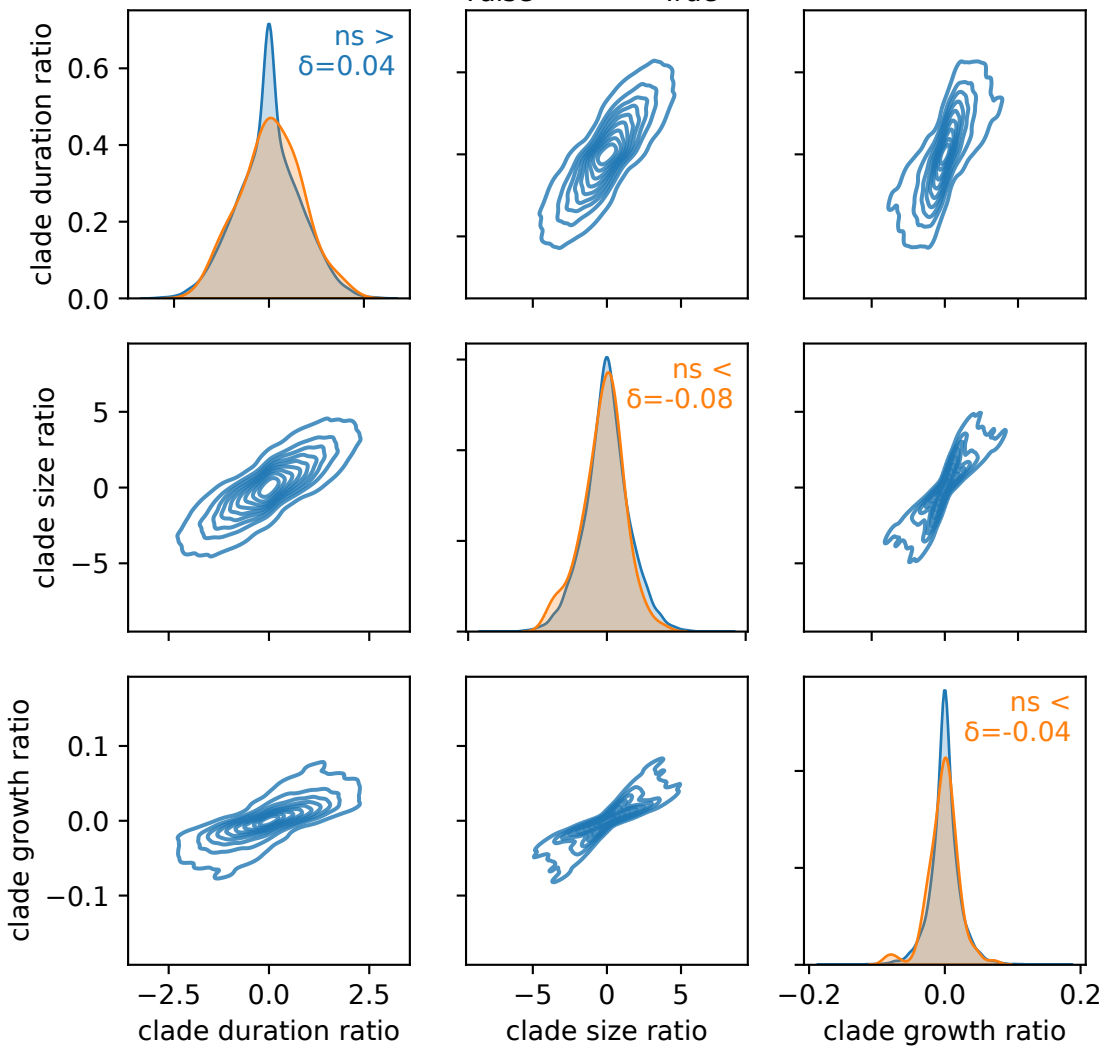 clade duration ratio
0.6
0.4
0.2
0.0
ns >
δ=0.04
clade size ratio
5
0
−5
ns <
δ=-0.08
clade growth ratio
0.1
0.0
−0.1
ns <
δ=-0.04
−2.5 0.0 2.5
−5 0 5
−0.2 0.0 0.2
clade duration ratio
clade size ratio
clade growth ratio